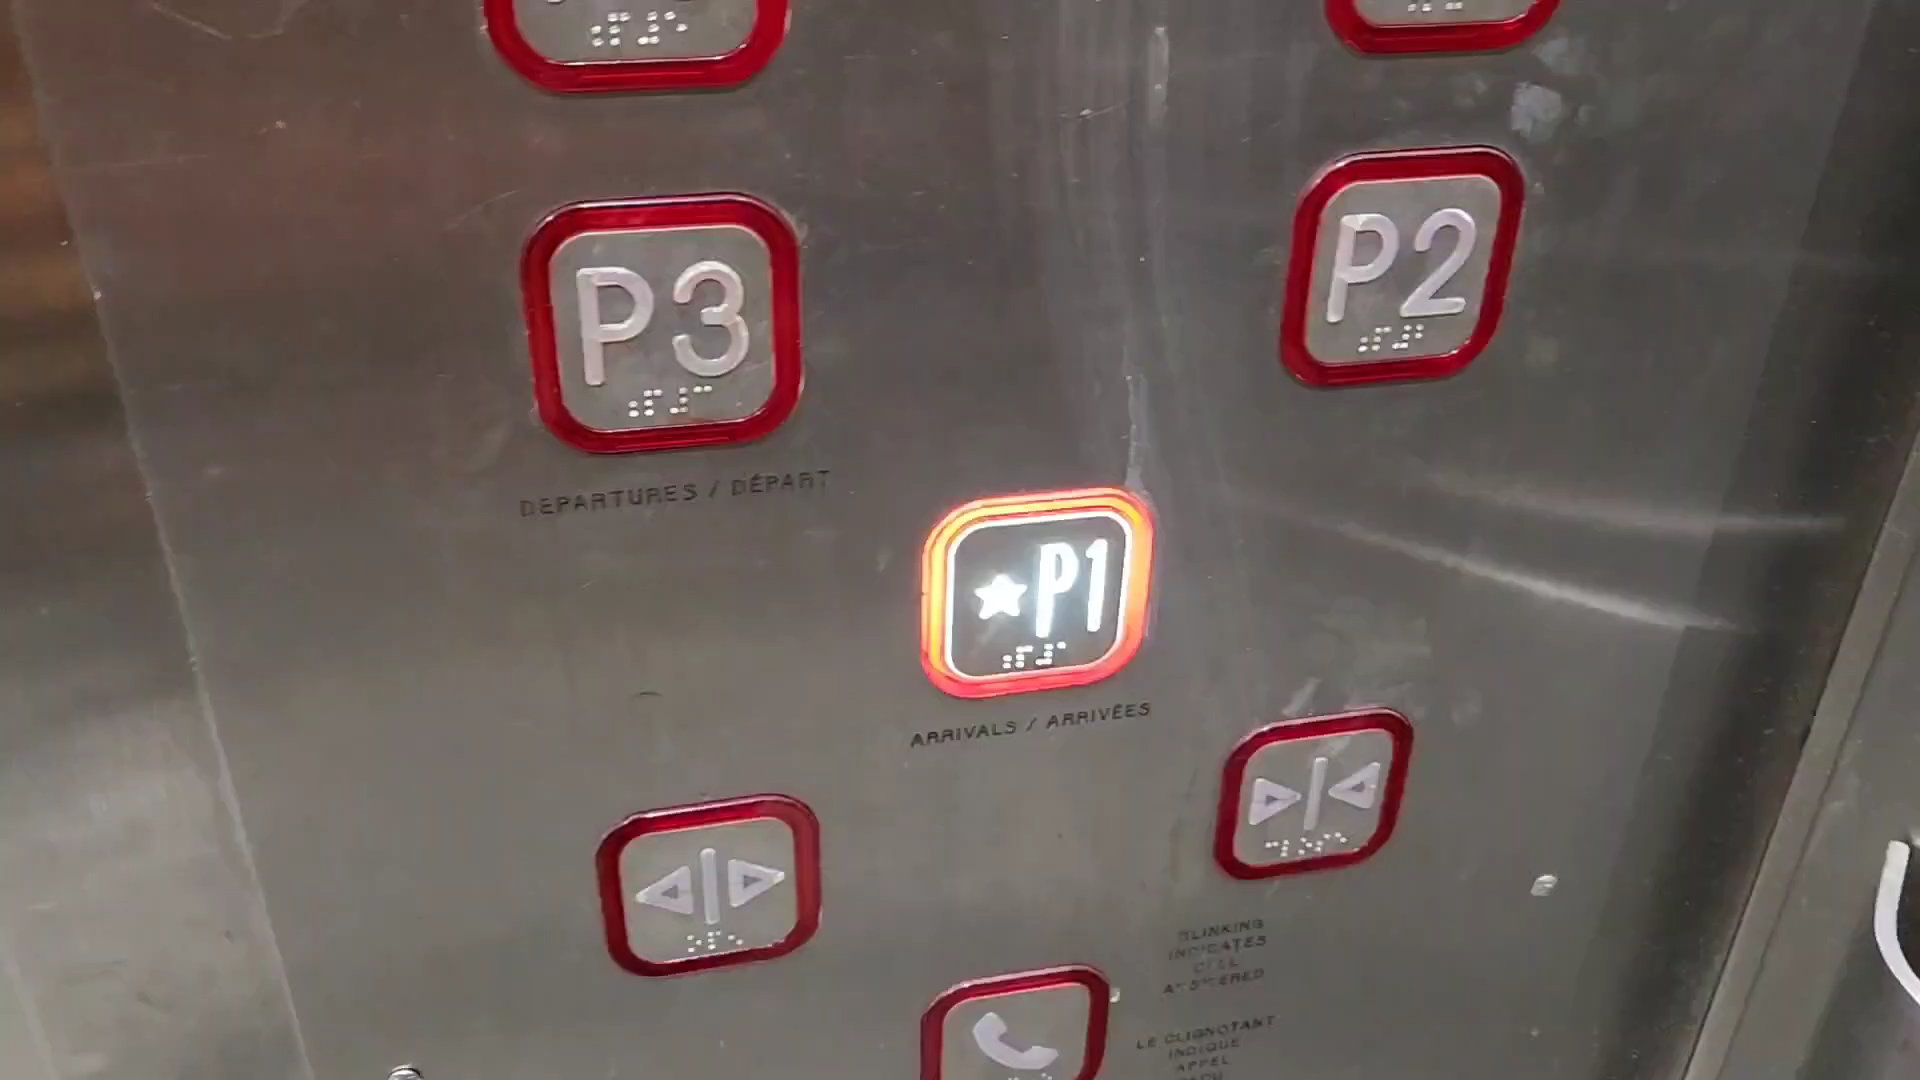 P3
P2
DEPARTURES / DÉPART
★P1
ARRIVALS / ARRIVÉES
BLINKING
INDICATES
CALL
ANSWERED
LE CLIGNOTANT
INDIQUE
APPEL